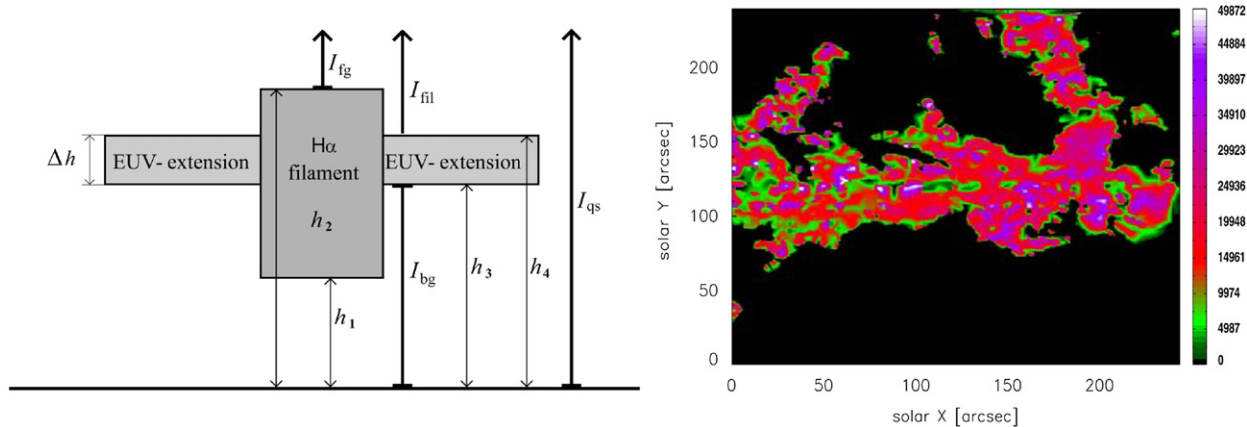 I_fg
I_fil
Δh
EUV- extension
Hα
filament
EUV- extension
h_2
I_qs
I_bg
h_3
h_4
h_1
solar Y [arcsec]
200
150
100
50
0
0
50
100
150
200
solar X [arcsec]
49872
44884
39897
34910
29923
24936
19948
14961
9974
4987
0